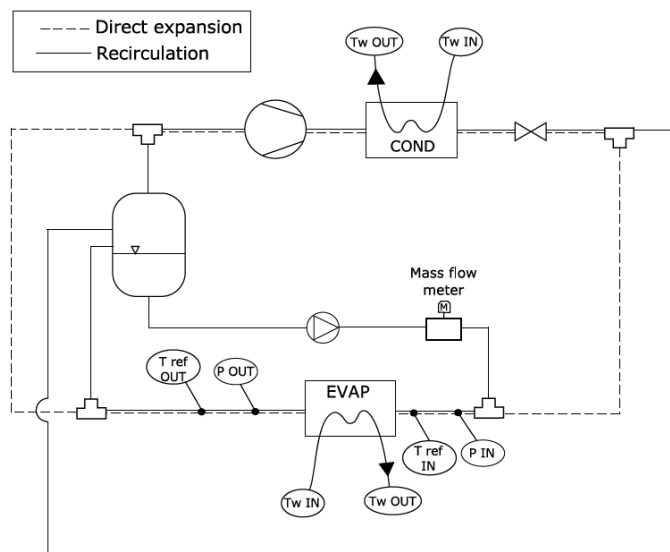 Direct expansion
Recirculation
Tw OUT
Tw IN
COND
Mass flow
meter
M
T ref
OUT
P OUT
EVAP
T ref
IN
P IN
Tw IN
Tw OUT